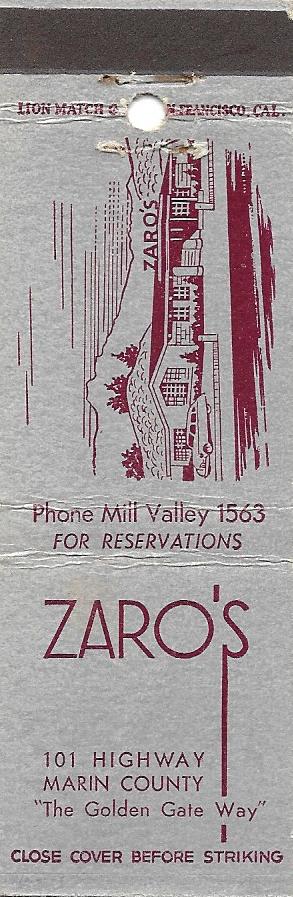 LION MATCH C N FRANCISCO, CAL.
ZARO'S
Phone Mill Valley 1563
FOR RESERVATIONS
ZARO'S
101 HIGHWAY
MARIN COUNTY
"The Golden Gate Way"
CLOSE COVER BEFORE STRIKING